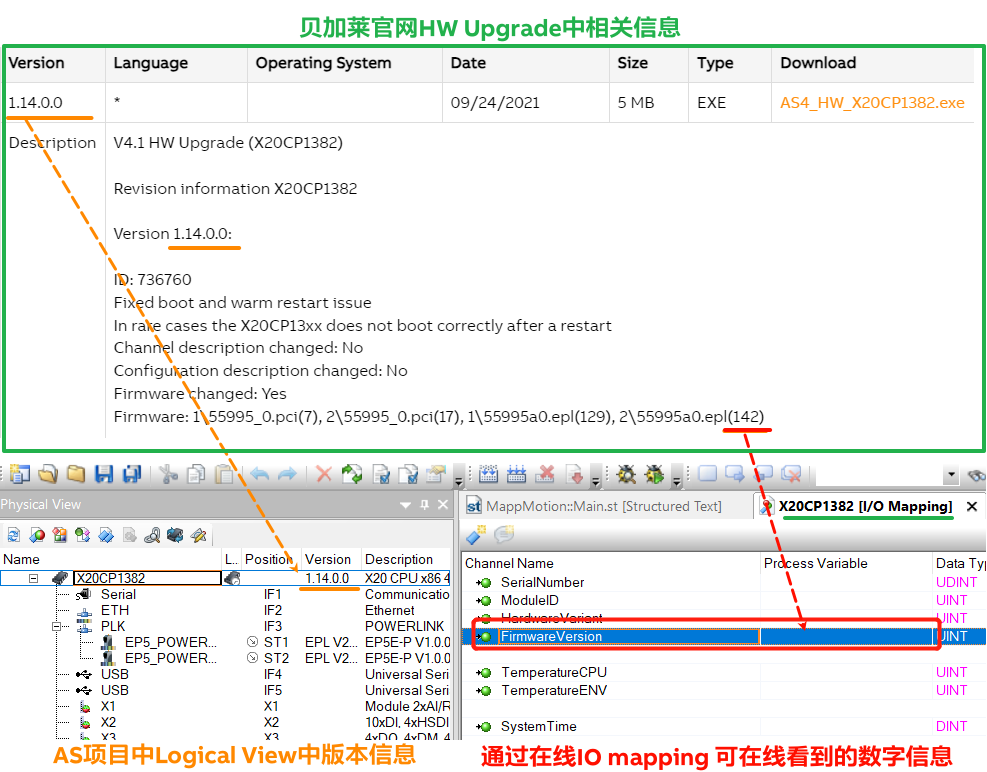 贝加莱官网HW Upgrade中相关信息
Version Language Operating System Date Size Type Download
1.14.0.0 * 09/24/2021 5 MB EXE AS4_HW_X20CP1382.exe
Description V4.1 HW Upgrade (X20CP1382)
Revision information X20CP1382
Version 1.14.0.0:
ID: 736760
Fixed boot and warm restart issue
In rare cases the X20CP13xx does not boot correctly after a restart
Channel description changed: No
Configuration description changed: No
Firmware changed: Yes
Firmware: 1\55995_0.pci(7), 2\55995_0.pci(17), 1\55995a0.epl(129), 2\55995a0.epl(142)
Physical View
Name L.. Position Version Description
X20CP1382 1.14.0.0 X20 CPU x86 4
Serial IF1 Communicatio
ETH IF2 Ethernet
PLK IF3 POWERLINK
EP5_POWER... ST1 EPL V2... EP5E-P V1.0.0
EP5_POWER... ST2 EPL V2... EP5E-P V1.0.0
USB IF4 Universal Seri
USB IF5 Universal Seri
X1 X1 Module 2xAI/R
X2 X2 10xDI, 4xHSDI
X3 X3 4xDO, 4xDM, 4
MappMotion::Main.st [Structured Text] X20CP1382 [I/O Mapping]
Channel Name Process Variable Data Typ
SerialNumber UDINT
ModuleID UINT
HardwareVariant UINT
FirmwareVersion UINT
TemperatureCPU UINT
TemperatureENV UINT
SystemTime DINT
AS项目中Logical View中版本信息
通过在线IO mapping 可在线看到的数字信息